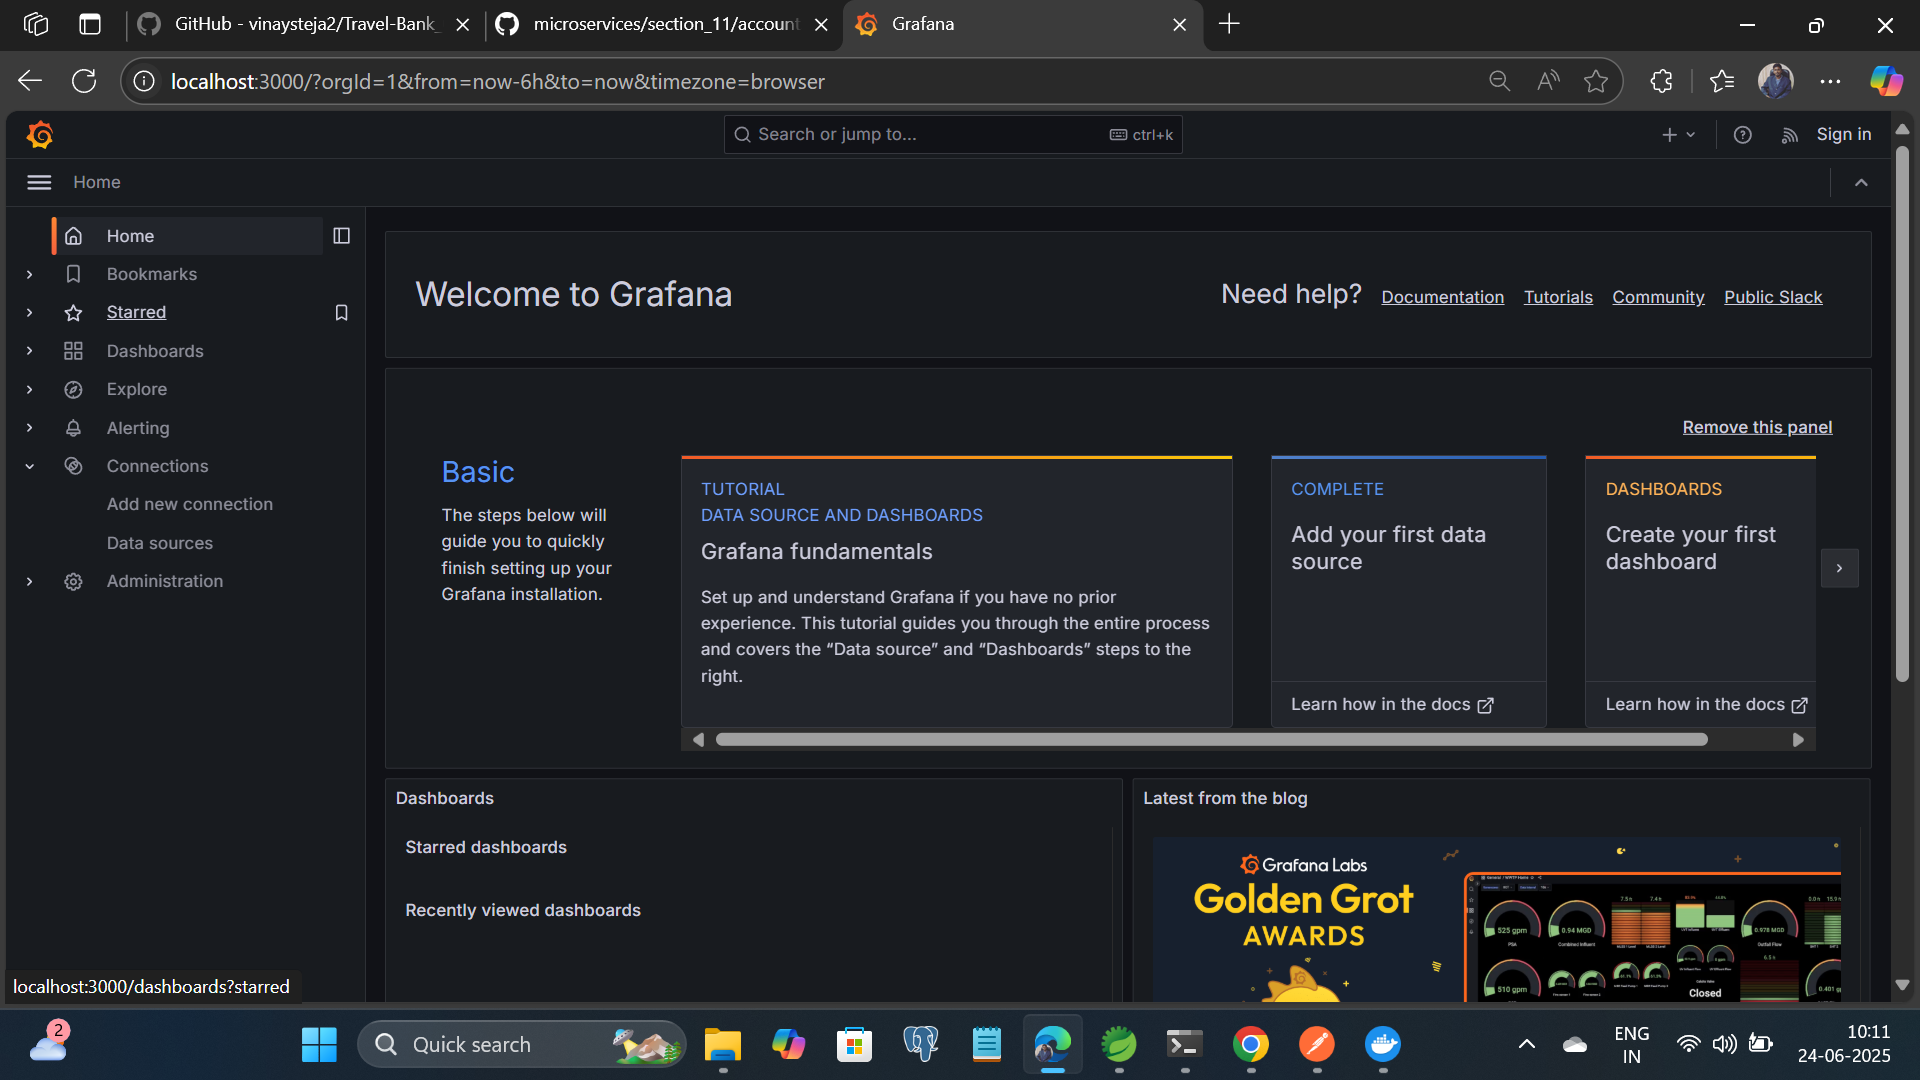 GitHub - vinaysteja2/Travel-Bank_
microservices/section_11/account
Grafana
localhost:3000/?orgId=1&from=now-6h&to=now&timezone=browser
Search or jump to...
ctrl+k
Sign in
Home
Home
Bookmarks
Starred
Dashboards
Explore
Alerting
Connections
Add new connection
Data sources
Administration
Welcome to Grafana
Need help?
Documentation
Tutorials
Community
Public Slack
Remove this panel
Basic
The steps below will
guide you to quickly
finish setting up your
Grafana installation.
TUTORIAL
DATA SOURCE AND DASHBOARDS
Grafana fundamentals
Set up and understand Grafana if you have no prior
experience. This tutorial guides you through the entire process
and covers the “Data source” and “Dashboards” steps to the
right.
COMPLETE
Add your first data
source
Learn how in the docs
DASHBOARDS
Create your first
dashboard
Learn how in the docs
Dashboards
Starred dashboards
Recently viewed dashboards
Latest from the blog
Grafana Labs
Golden Grot
AWARDS
525 gpm
0.94 MGD
0.978 MGD
510 gpm
Closed
localhost:3000/dashboards?starred
2
Quick search
ENG
IN
10:11
24-06-2025